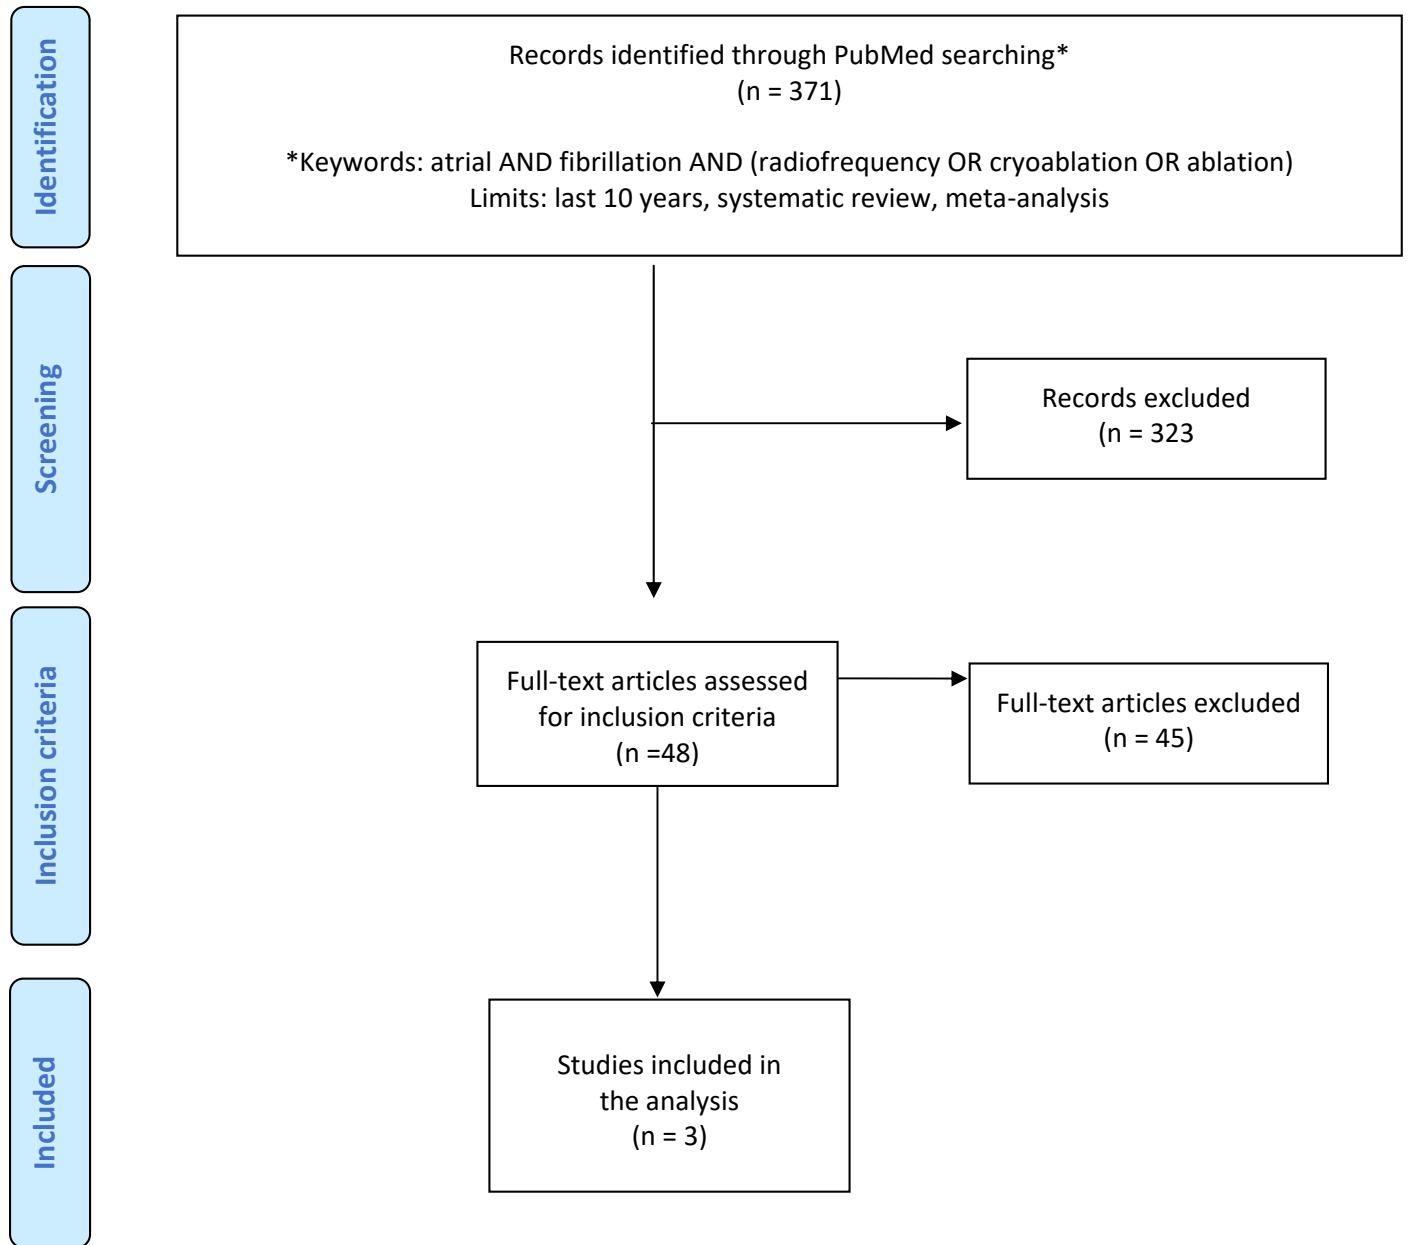 Identification
Records identified through PubMed searching*
(n = 371)
*Keywords: atrial AND fibrillation AND (radiofrequency OR cryoablation OR ablation)
Limits: last 10 years, systematic review, meta-analysis
Screening
Records excluded
(n = 323
Inclusion criteria
Full-text articles assessed
for inclusion criteria
(n =48)
Full-text articles excluded
(n = 45)
Included
Studies included in
the analysis
(n = 3)